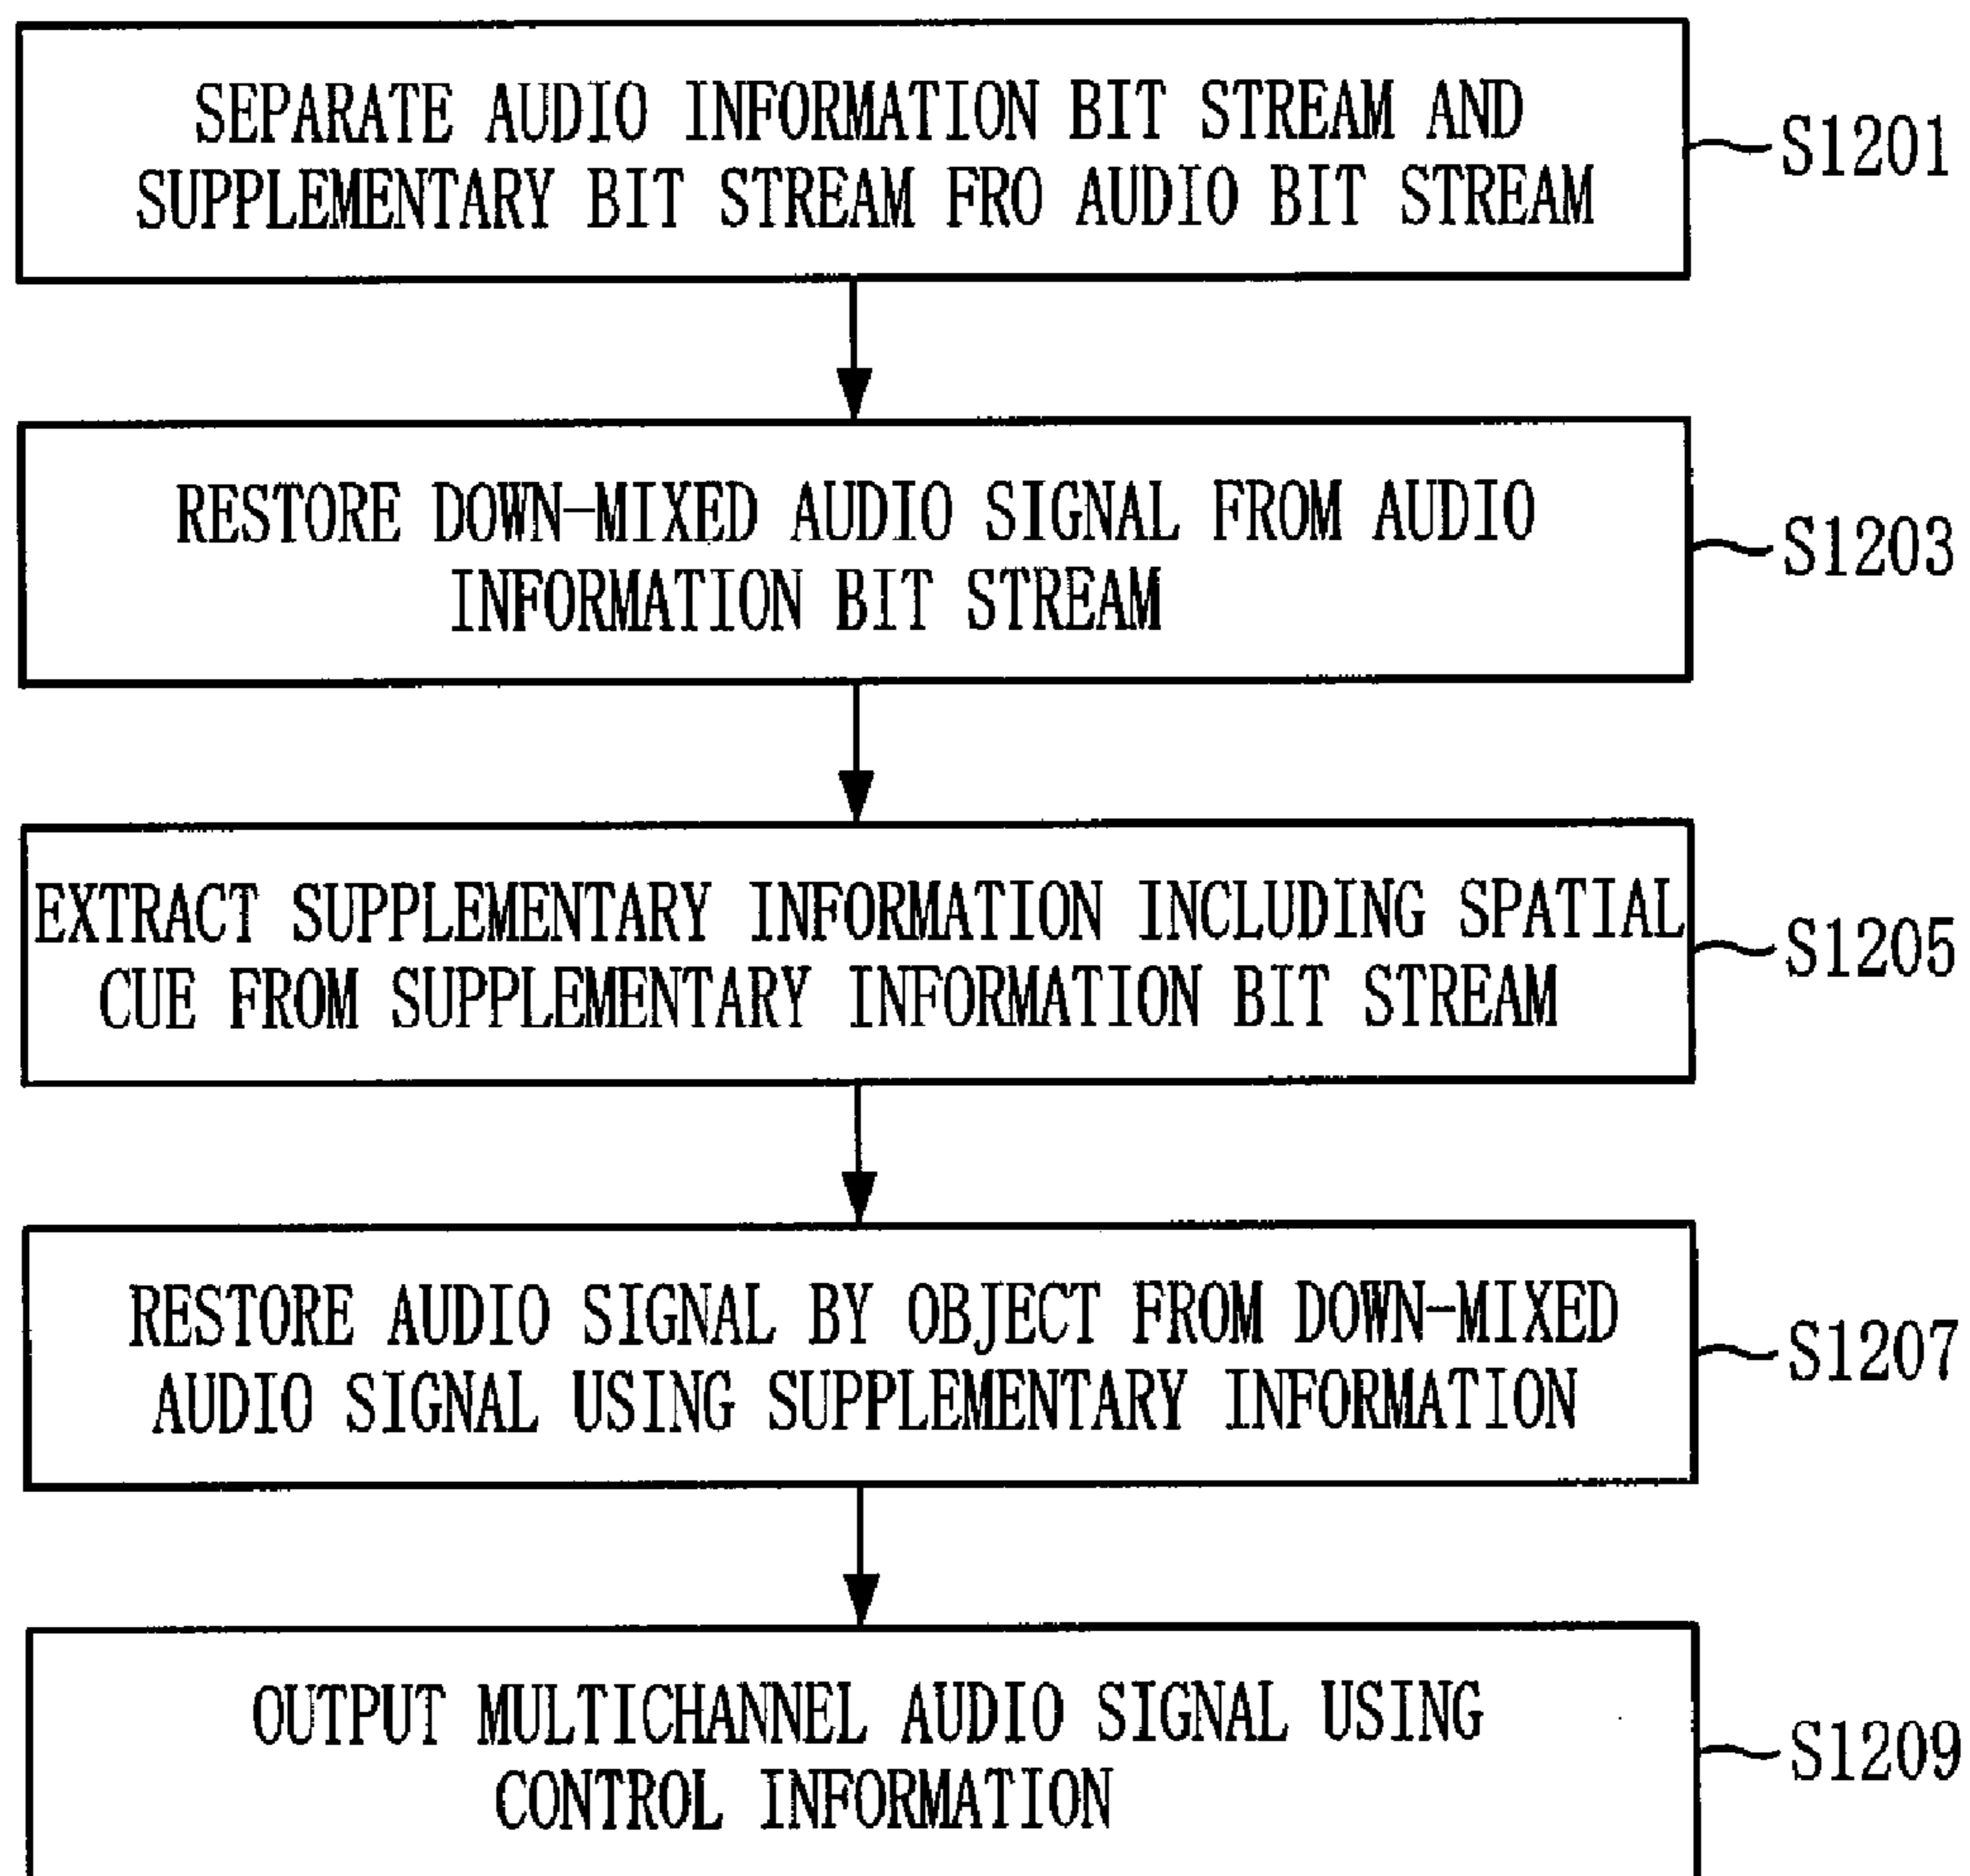 SEPARATE AUDIO INFORMATION BIT STREAM AND
SUPPLEMENTARY BIT STREAM FRO AUDIO BIT STREAM
S1201
RESTORE DOWN-MIXED AUDIO SIGNAL FROM AUDIO
INFORMATION BIT STREAM
S1203
EXTRACT SUPPLEMENTARY INFORMATION INCLUDING SPATIAL
CUE FROM SUPPLEMENTARY INFORMATION BIT STREAM
S1205
RESTORE AUDIO SIGNAL BY OBJECT FROM DOWN-MIXED
AUDIO SIGNAL USING SUPPLEMENTARY INFORMATION
S1207
OUTPUT MULTICHANNEL AUDIO SIGNAL USING
CONTROL INFORMATION
S1209